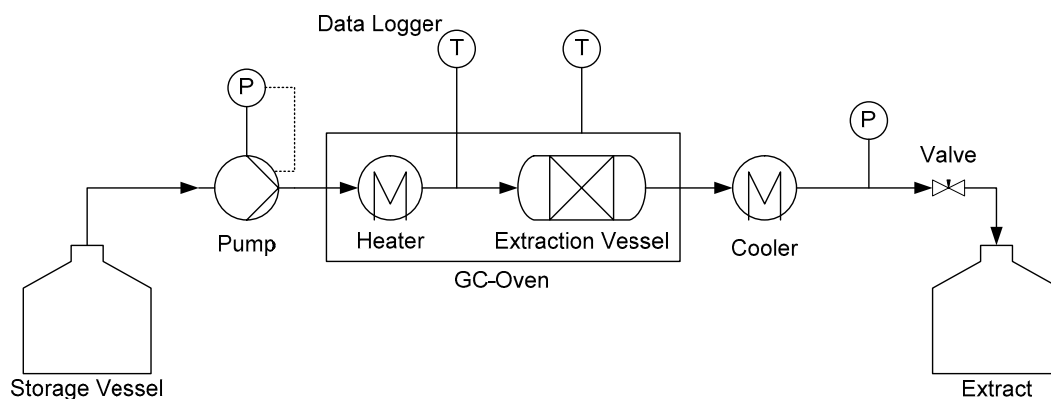 Data Logger
T
T
P
P
Valve
Pump
Heater
Extraction Vessel
Cooler
GC-Oven
Storage Vessel
Extract